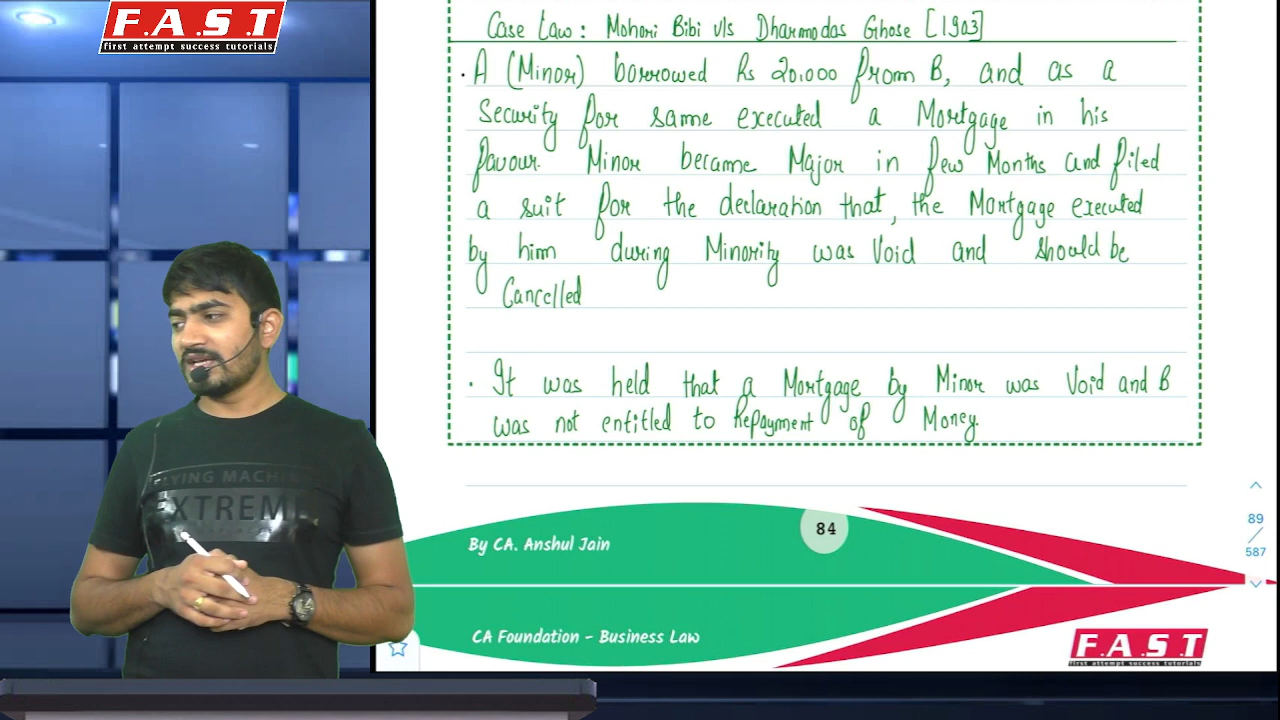 F.A.S.T
first attempt success tutorials
Case Law: Mohori Bibi v/s Dharmodas Ghose [1903]
. A (Minor) borrowed Rs 20,000 from B, and as a
Security for same executed a Mortgage in his
favour. Minor became Major in few Months and filed
a suit for the declaration that, the Mortgage executed
by him during Minority was Void and should be
Cancelled
. It was held that a Mortgage by Minor was Void and B
was not entitled to Repayment of Money.
EXTREME
84
By CA. Anshul Jain
89
/
587
CA Foundation - Business Law
F.A.S.T
first attempt success tutorials